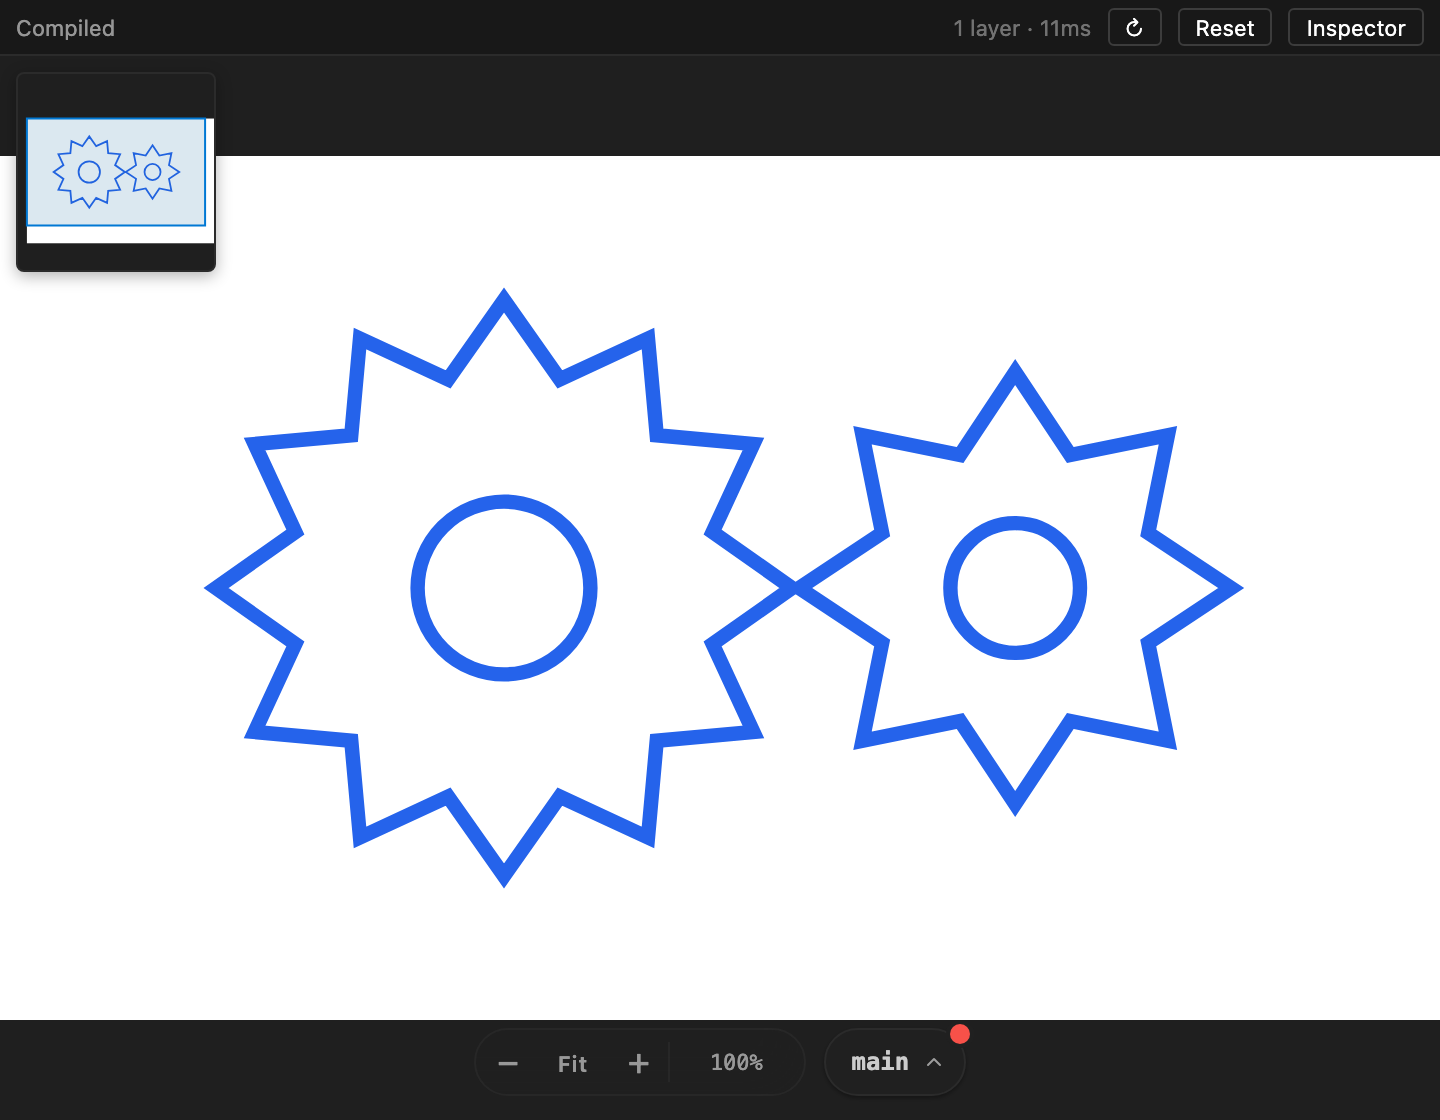 Compiled
1 layer · 11ms
Reset
Inspector
Fit
100%
main